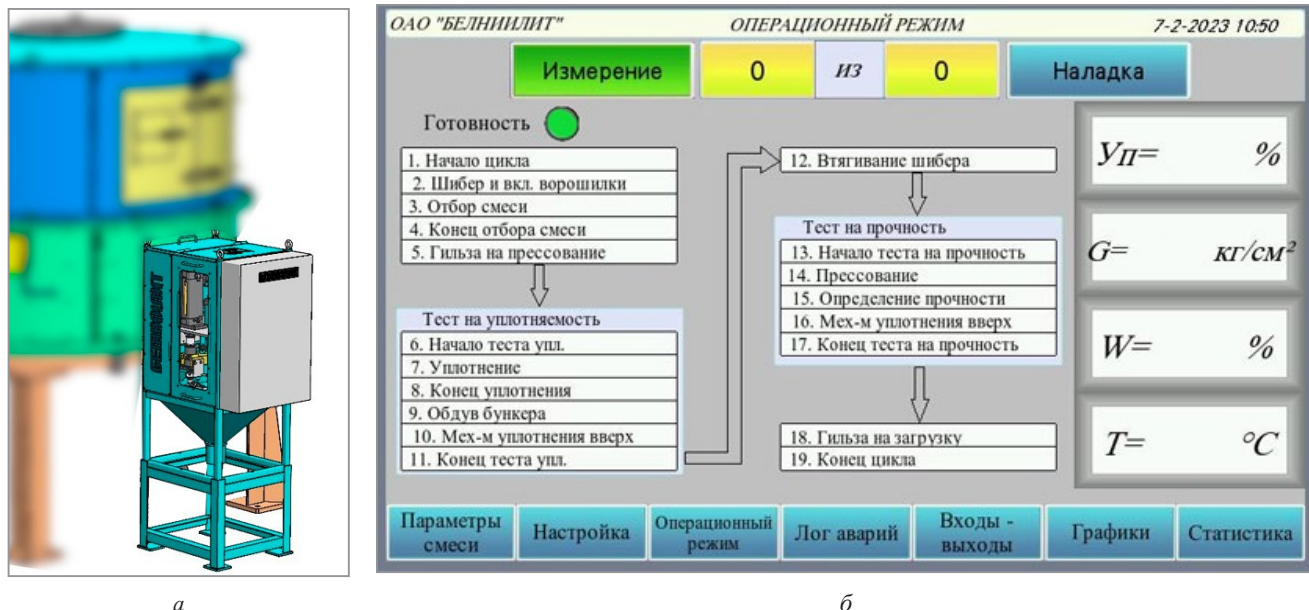 ОАО "БЕЛНИИЛИТ" ОПЕРАЦИОННЫЙ РЕЖИМ 7-2-2023 10:50
Измерение 0 ИЗ 0 Наладка
Готовность
1. Начало цикла
2. Шибер и вкл. ворошилки
3. Отбор смеси
4. Конец отбора смеси
5. Гильза на прессование
Тест на уплотняемость
6. Начало теста упл.
7. Уплотнение
8. Конец уплотнения
9. Обдув бункера
10. Мех-м уплотнения вверх
11. Конец теста упл.
12. Втягивание шибера
Тест на прочность
13. Начало теста на прочность
14. Прессование
15. Определение прочности
16. Мех-м уплотнения вверх
17. Конец теста на прочность
18. Гильза на загрузку
19. Конец цикла
Уп= %
G= кг/см²
W= %
T= °C
Параметры смеси
Настройка
Операционный режим
Лог аварий
Входы - выходы
Графики
Статистика
а
б